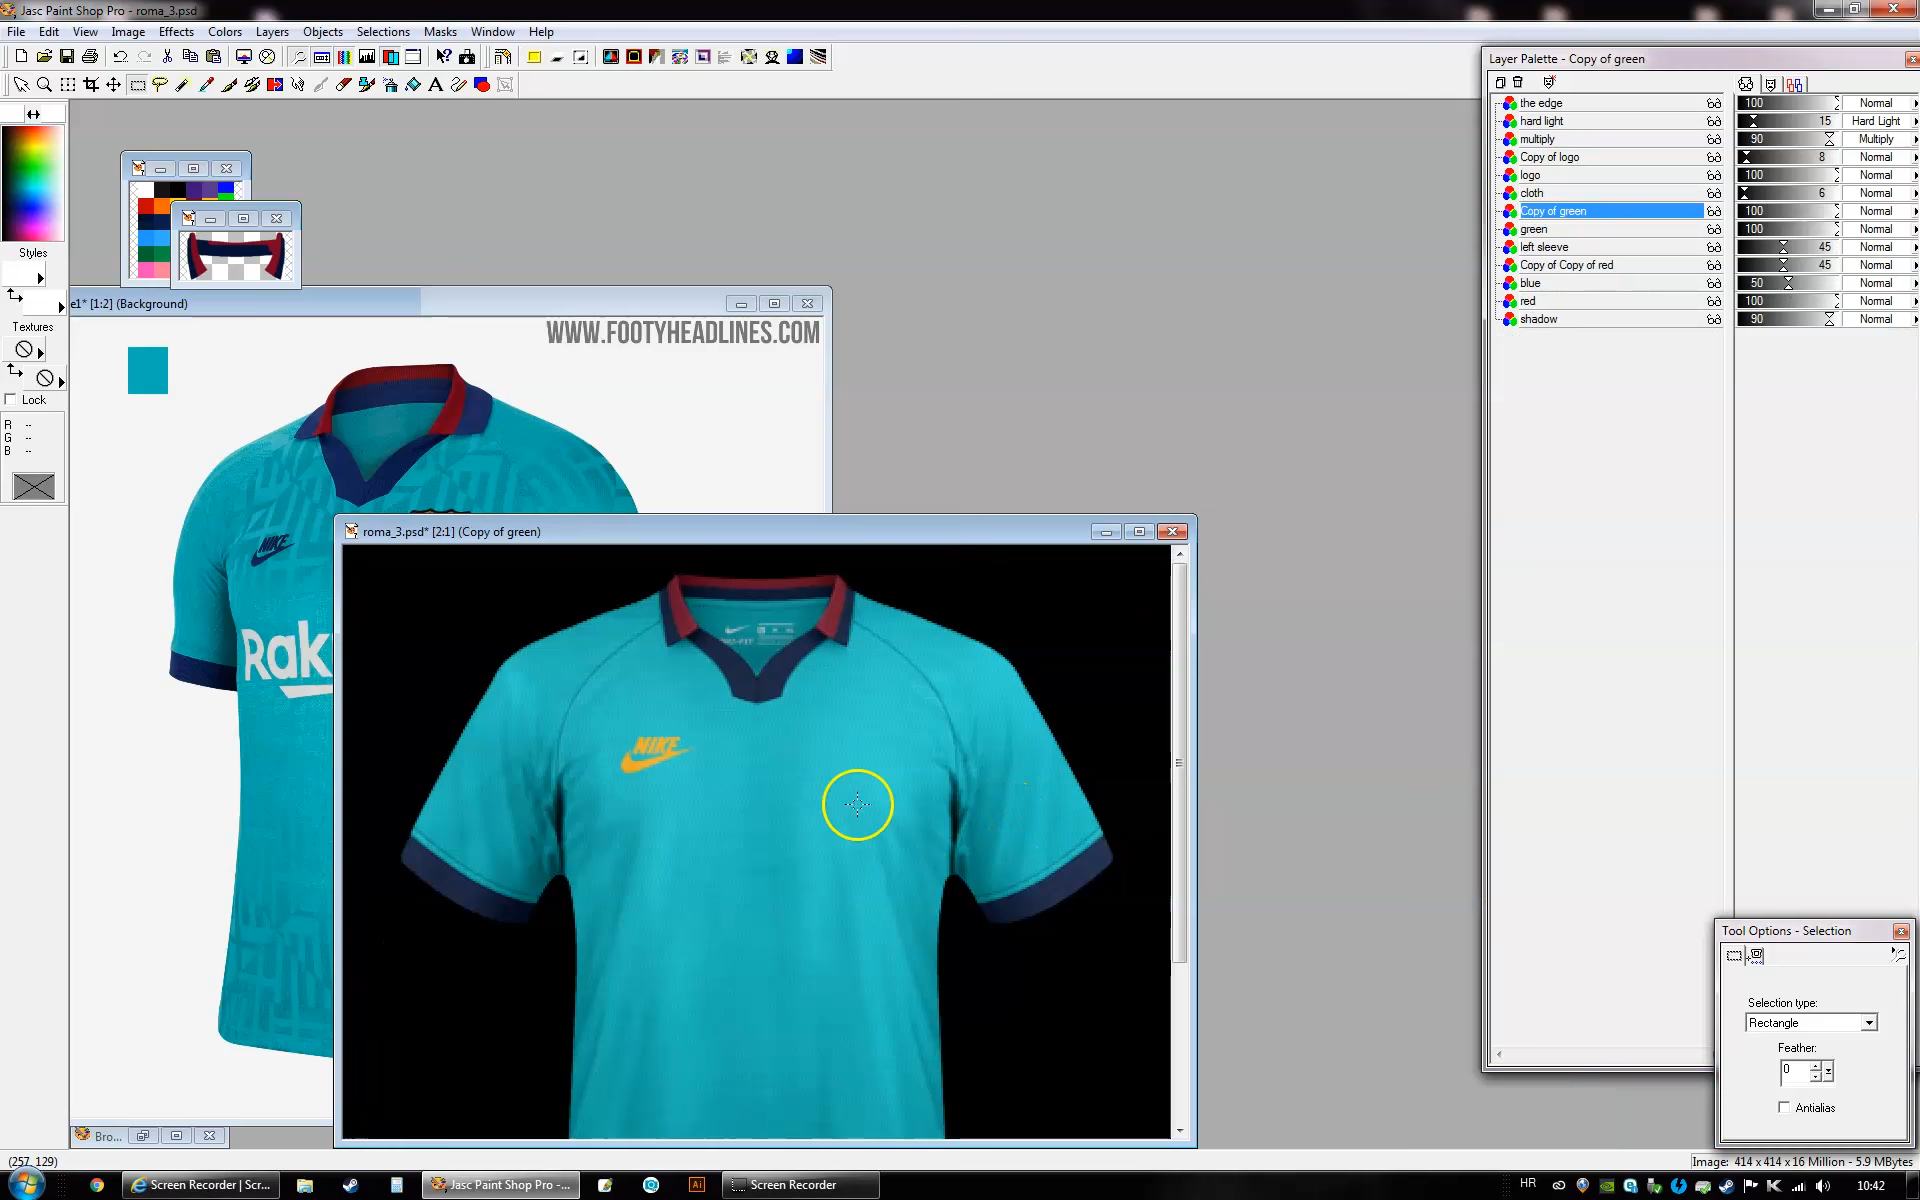 Jasc Paint Shop Pro - roma_3.psd
File Edit View Image Effects Colors Layers Objects Selections Masks Window Help
Layer Palette - Copy of green
the edge 100 Normal
hard light 15 Hard Light
multiply 90 Multiply
Copy of logo 8 Normal
logo 100 Normal
cloth 6 Normal
Copy of green 100 Normal
green 100 Normal
left sleeve 45 Normal
Copy of Copy of red 45 Normal
blue 50 Normal
red 100 Normal
shadow 90 Normal
Styles
Textures
Lock
R --
G --
B --
e1* [1:2] (Background)
WWW.FOOTYHEADLINES.COM
NIKE
Rak
roma_3.psd* [2:1] (Copy of green)
NIKE
Tool Options - Selection
Selection type:
Rectangle
Feather:
0
Antialias
Bro...
(257, 129)
Image: 414 x 414 x 16 Million - 5.9 MBytes
Screen Recorder | Scr...
Jasc Paint Shop Pro -...
Ai
Screen Recorder
HR
10:42